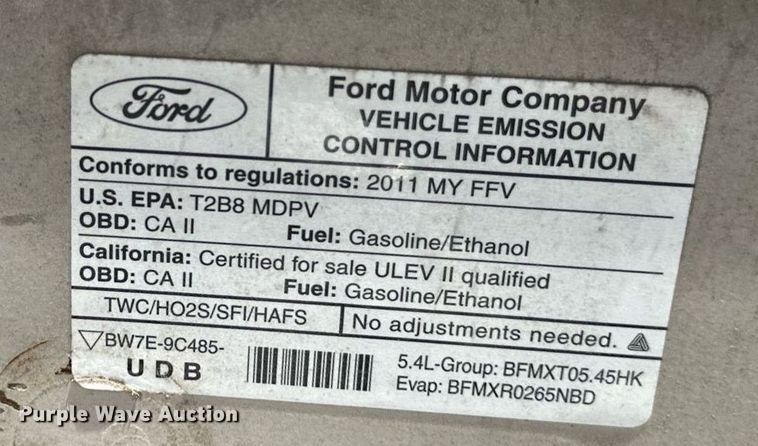 Ford
Ford Motor Company
VEHICLE EMISSION
CONTROL INFORMATION
Conforms to regulations: 2011 MY FFV
U.S. EPA: T2B8 MDPV
OBD: CA II Fuel: Gasoline/Ethanol
California: Certified for sale ULEV II qualified
OBD: CA II Fuel: Gasoline/Ethanol
TWC/HO2S/SFI/HAFS No adjustments needed.
BW7E-9C485-
UDB
5.4L-Group: BFMXT05.45HK
Evap: BFMXR0265NBD
Purple Wave Auction